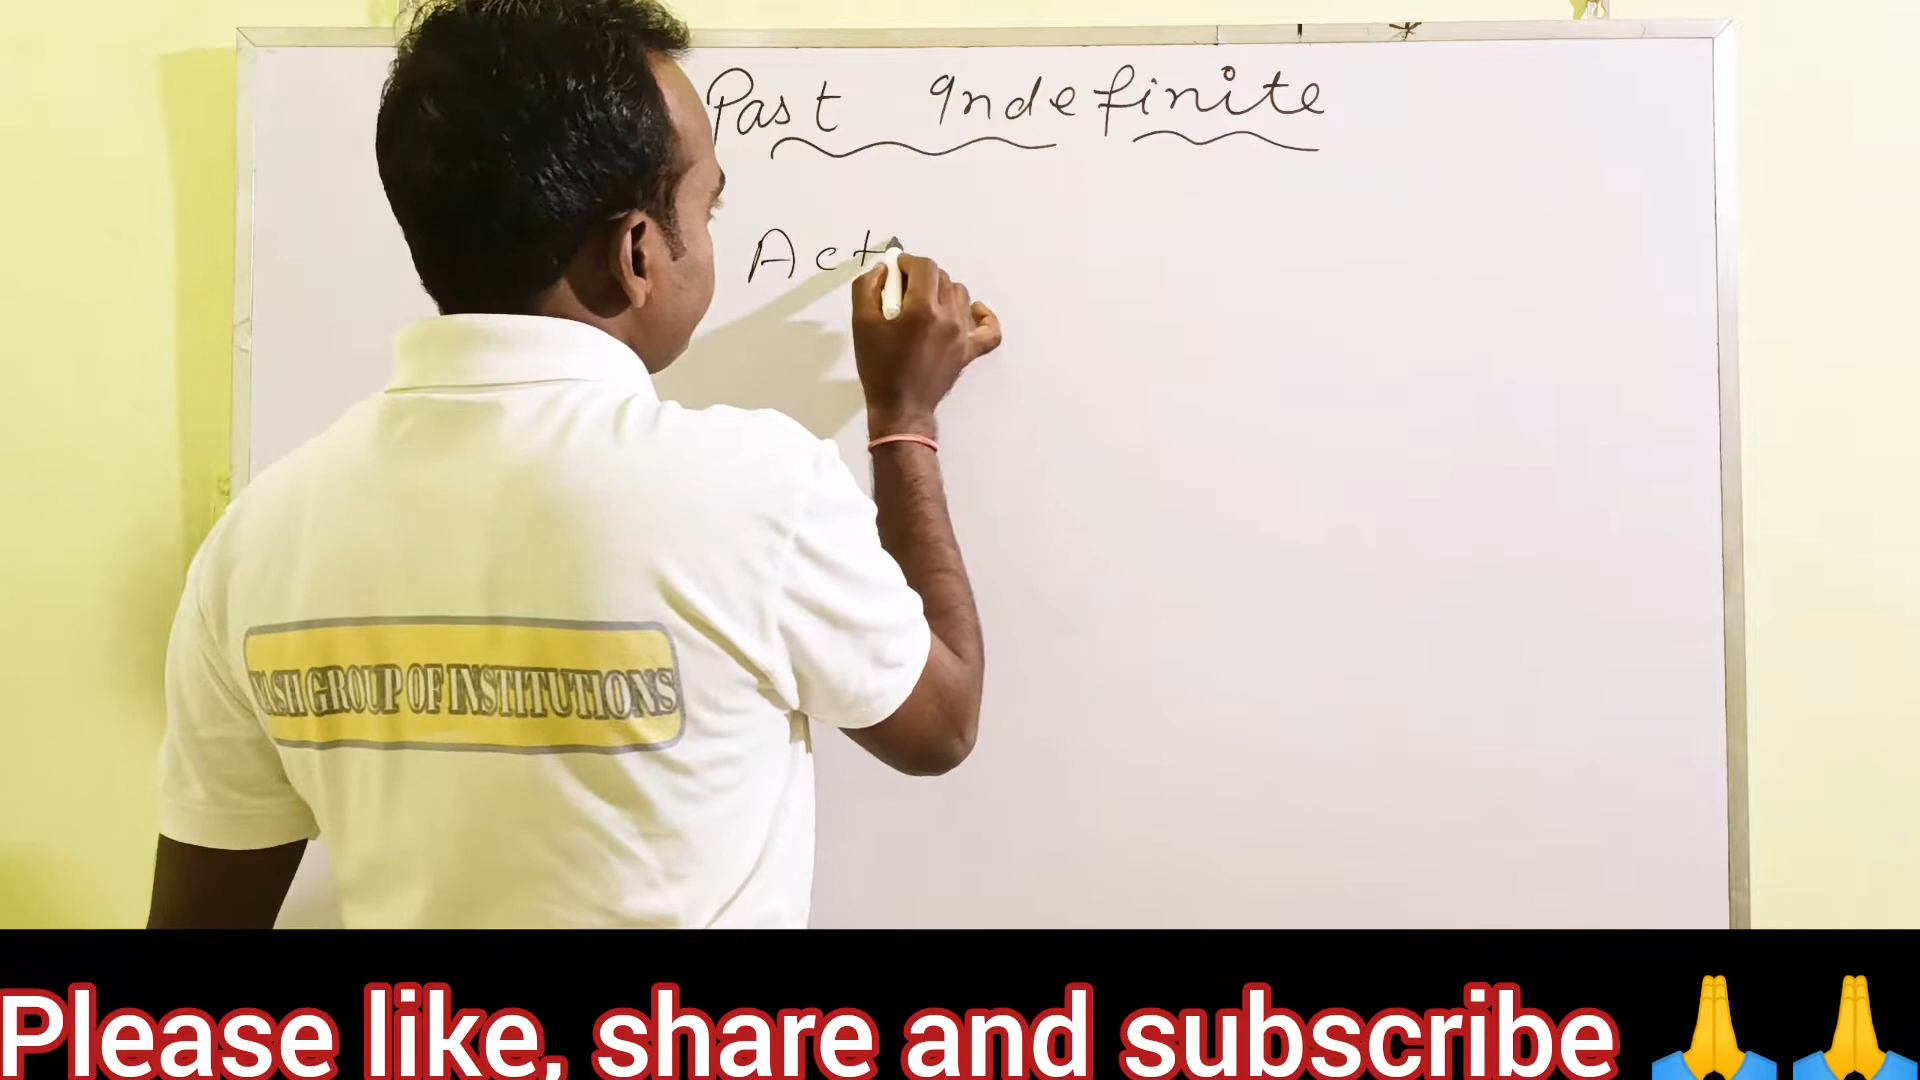 Past Indefinite
Act
GROUP OF INSTITUTIONS
Please like, share and subscribe 🙏 🙏